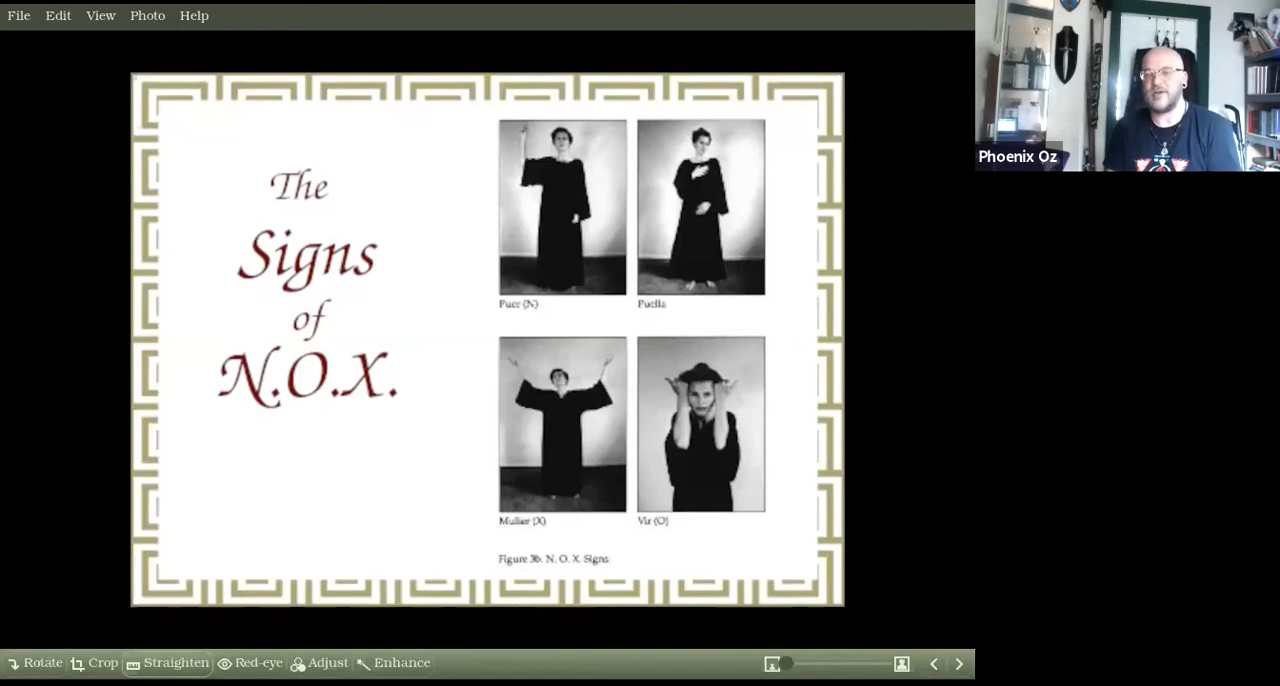 File Edit View Photo Help
Phoenix Oz
The
Signs
of
N.O.X.
Puer (N)
Puella
Mulier (X)
Vir (O)
Figure 3b. N. O. X. Signs
Rotate Crop Straighten Red-eye Adjust Enhance